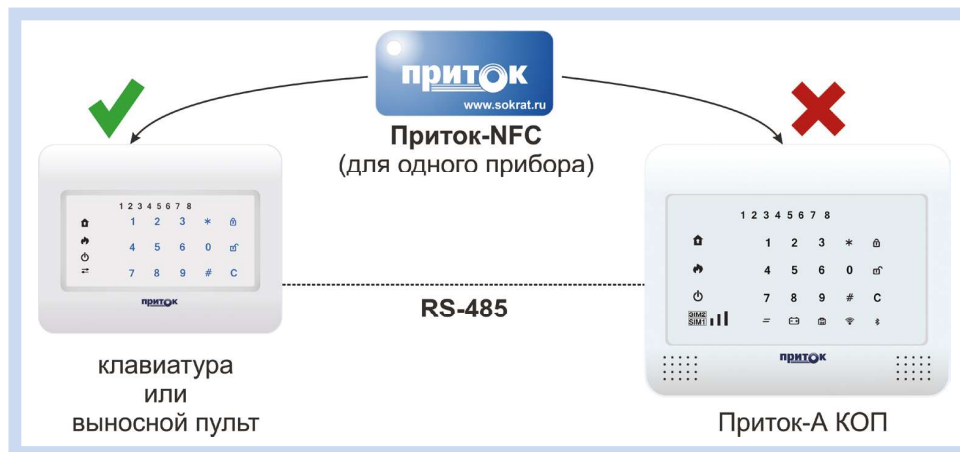 приток
www.sokrat.ru
Приток-NFC
(для одного прибора)
1 2 3 4 5 6 7 8
1 2 3 *
4 5 6 0
7 8 9 # C
приток
RS-485
1 2 3 4 5 6 7 8
1 2 3 *
4 5 6 0
7 8 9 # C
SIM2
SIM1
приток
клавиатура
или
выносной пульт
Приток-А КОП